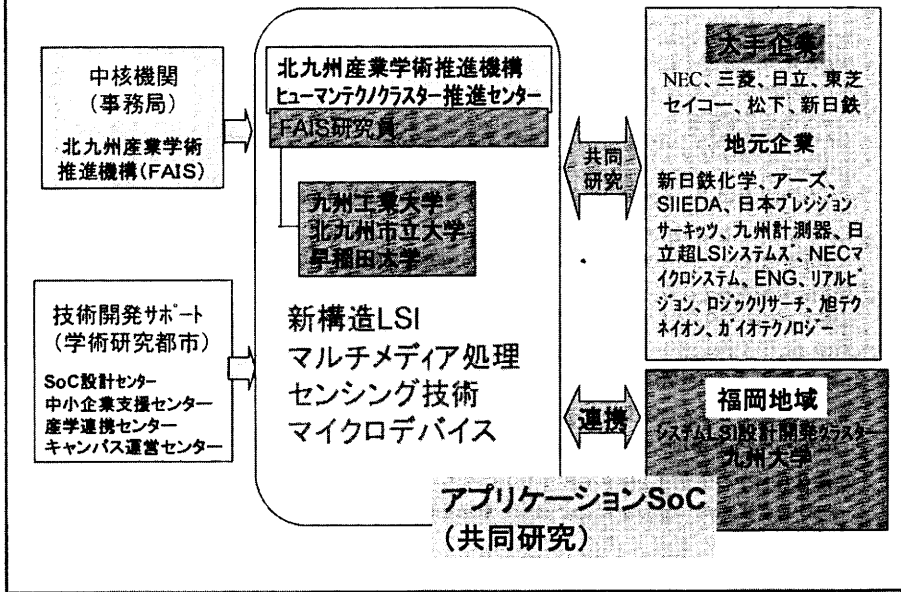 中核機関
(事務局)
北九州産業学術
推進機構(FAIS)
技術開発サポート
(学術研究都市)
SoC設計センター
中小企業支援センター
産学連携センター
キャンパス運営センター
北九州産業学術推進機構
ヒューマンテクノクラスター推進センター
FAIS研究員
九州工業大学
北九州市立大学
早稲田大学
新構造LSI
マルチメディア処理
センシング技術
マイクロデバイス
アプリケーションSoC
(共同研究)
共同
研究
連携
大手企業
NEC、三菱、日立、東芝
セイコー、松下、新日鉄
地元企業
新日鉄化学、アーズ、
SIIEDA、日本プレシジョン
サーキッツ、九州計測器、日
立超LSIシステムズ、NECマ
イクロシステム、ENG、リアルビ
ジョン、ロジックリサーチ、旭テク
ネイオン、ガイオテクノロジー
福岡地域
システムLSI設計開発クラスター
九州大学